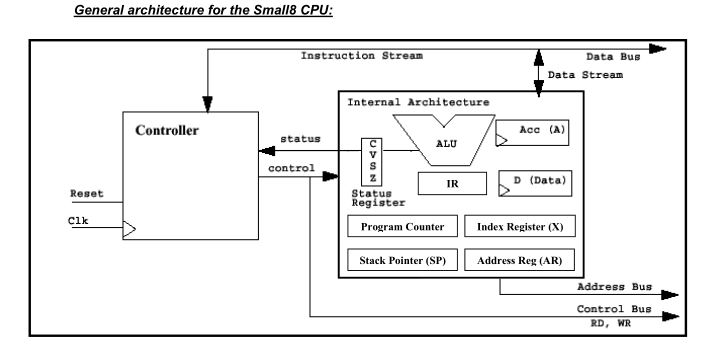 General architecture for the Small8 CPU:
Instruction Stream
Data Bus
Data Stream
Internal Architecture
Controller
status
control
C
V
S
Z
ALU
Acc (A)
IR
D (Data)
Status
Register
Reset
Clk
Program Counter
Index Register (X)
Stack Pointer (SP)
Address Reg (AR)
Address Bus
Control Bus
RD, WR